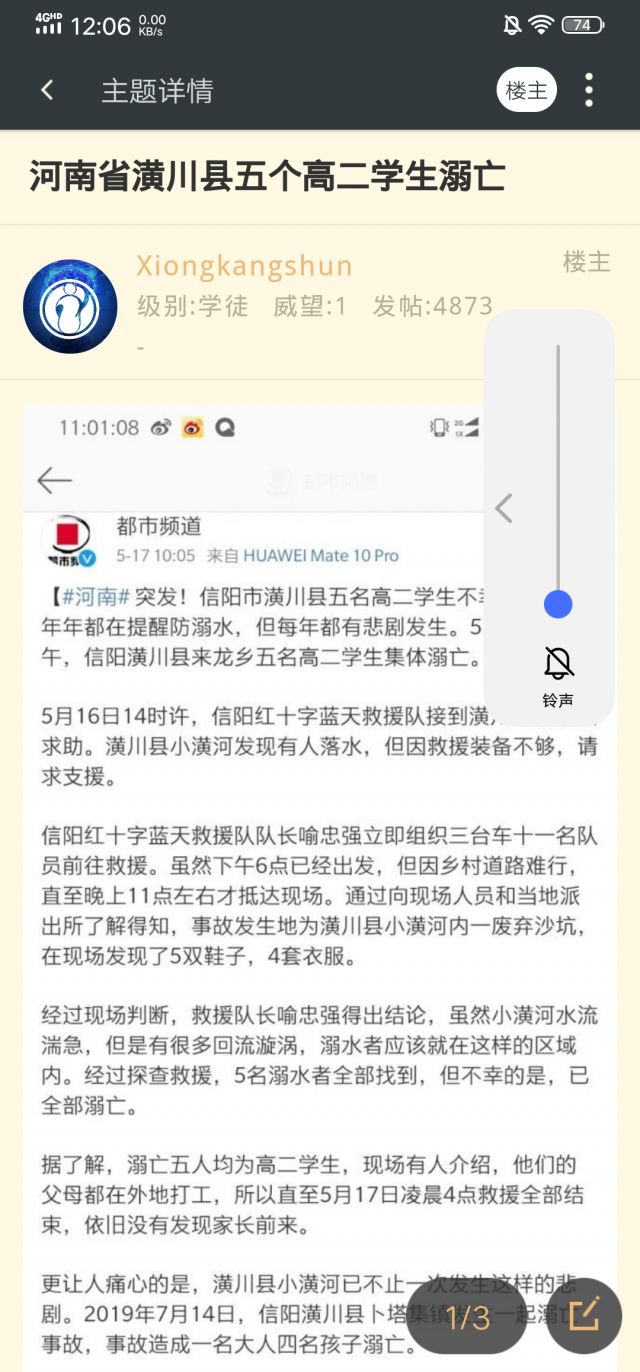 4GHD 12:06 0.00 KB/s 74
主题详情 楼主
河南省潢川县五个高二学生溺亡
Xiongkangshun 楼主
级别:学徒 威望:1 发帖:4873
-
11:01:08 2G 1X
都市频道
都市频道
5-17 10:05 来自 HUAWEI Mate 10 Pro
【#河南# 突发！信阳市潢川县五名高二学生不
年年都在提醒防溺水，但每年都有悲剧发生。5
午，信阳潢川县来龙乡五名高二学生集体溺亡。
铃声
5月16日14时许，信阳红十字蓝天救援队接到潢
求助。潢川县小潢河发现有人落水，但因救援装备不够，请
求支援。
信阳红十字蓝天救援队队长喻忠强立即组织三台车十一名队
员前往救援。虽然下午6点已经出发，但因乡村道路难行，
直至晚上11点左右才抵达现场。通过向现场人员和当地派
出所了解得知，事故发生地为潢川县小潢河内一废弃沙坑，
在现场发现了5双鞋子，4套衣服。
经过现场判断，救援队长喻忠强得出结论，虽然小潢河水流
湍急，但是有很多回流漩涡，溺水者应该就在这样的区域
内。经过探查救援，5名溺水者全部找到，但不幸的是，已
全部溺亡。
据了解，溺亡五人均为高二学生，现场有人介绍，他们的
父母都在外地打工，所以直至5月17日凌晨4点救援全部结
束，依旧没有发现家长前来。
更让人痛心的是，潢川县小潢河已不止一次发生这样的悲
剧。2019年7月14日，信阳潢川县卜塔集镇发生一起溺亡
事故，事故造成一名大人四名孩子溺亡。
1/3